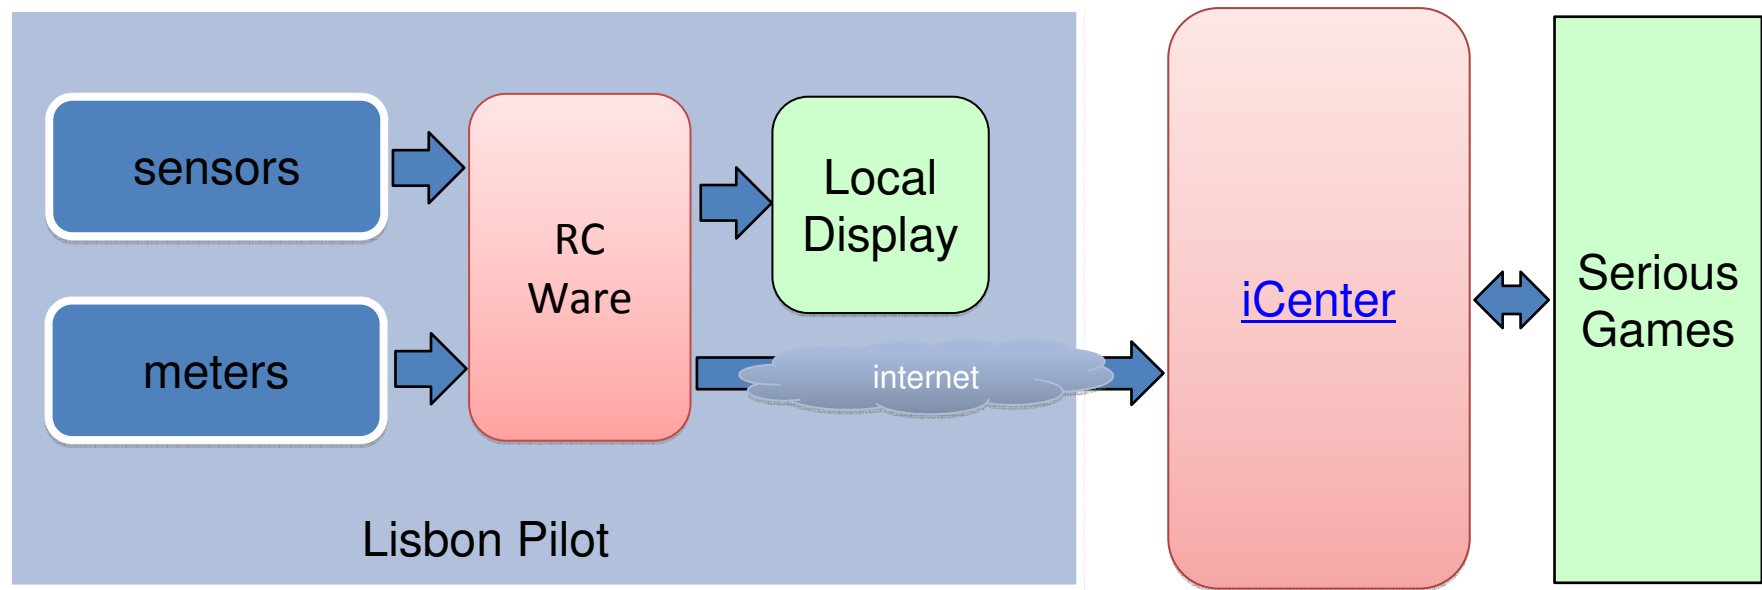 sensors
meters
RC
Ware
Local
Display
internet
Lisbon Pilot
iCenter
Serious
Games